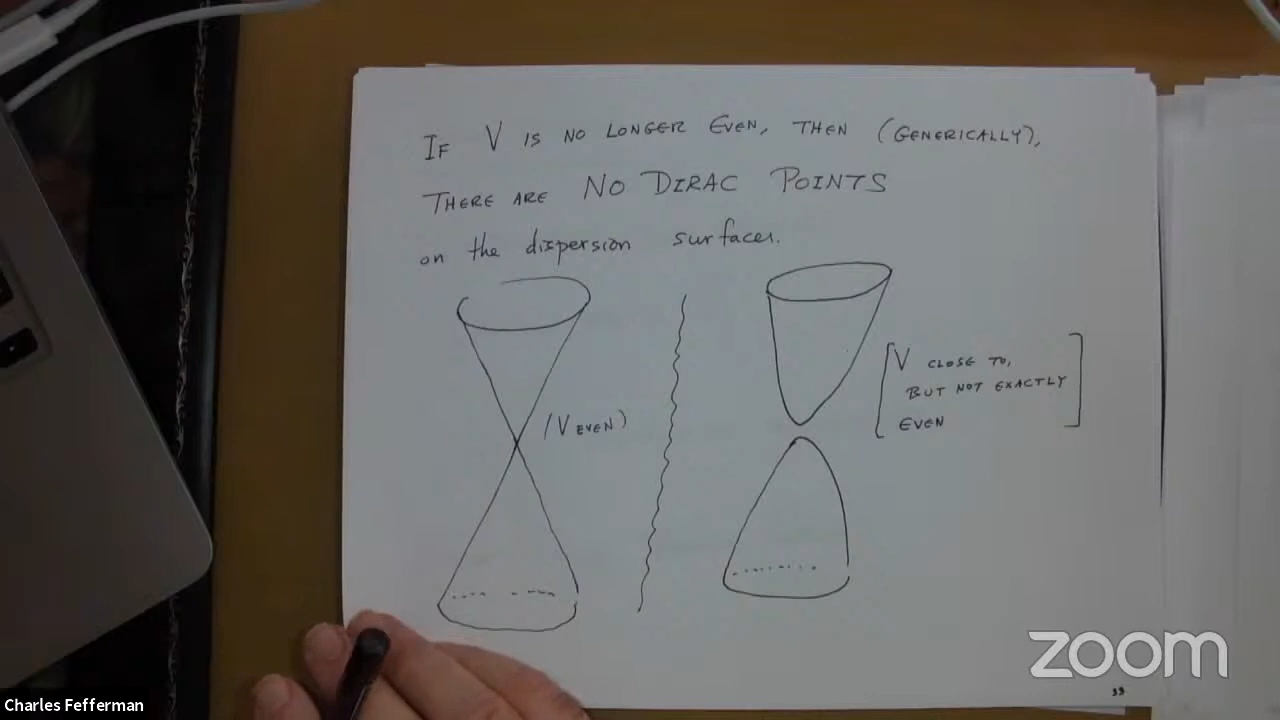 IF V IS NO LONGER EVEN, THEN (GENERICALLY),
THERE ARE NO DIRAC POINTS
on the dispersion surfaces.
(V EVEN)
[V CLOSE TO,
BUT NOT EXACTLY
EVEN]
zoom
33
Charles Fefferman